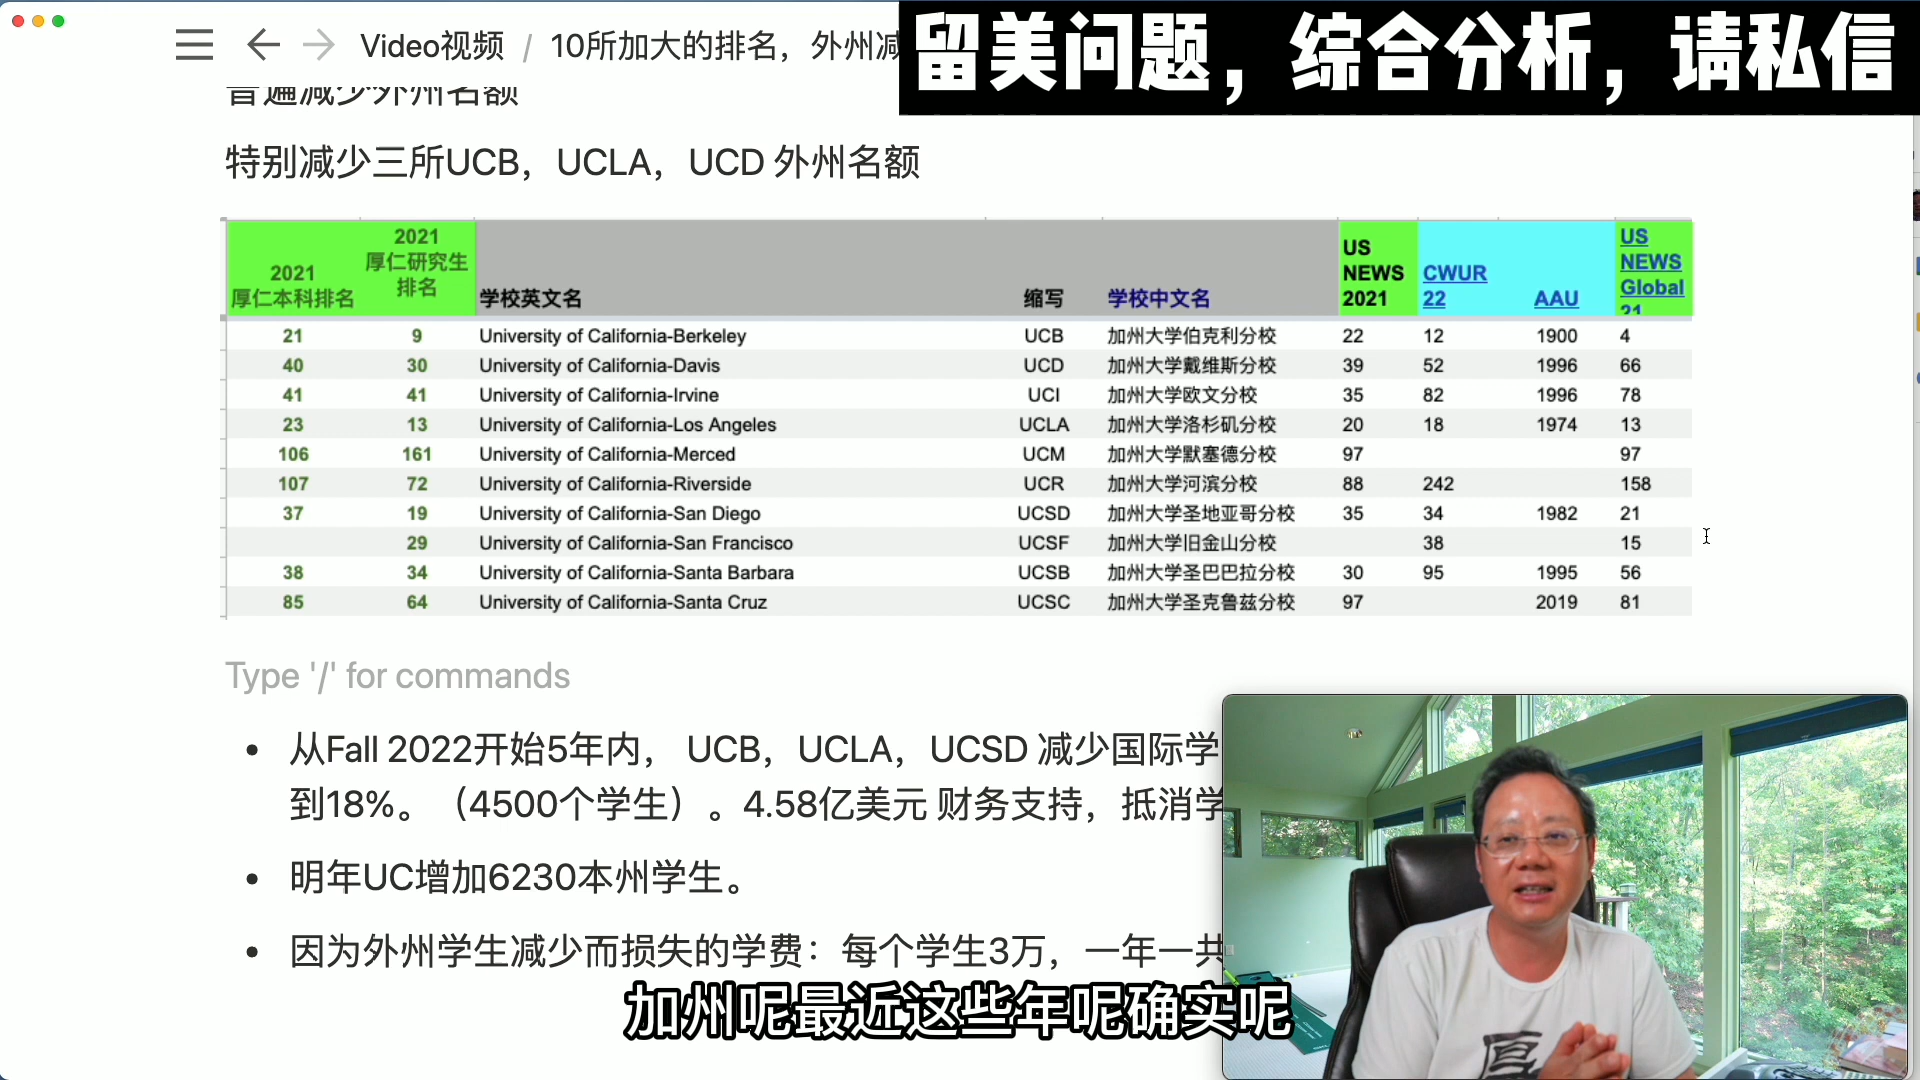 Video视频 / 10所加大的排名，外州减
留美问题，综合分析，请私信
普遍减少外州名额
特别减少三所UCB，UCLA，UCD 外州名额
2021 厚仁本科排名 2021 厚仁研究生排名 学校英文名 缩写 学校中文名 US NEWS 2021 CWUR 22 AAU US NEWS Global 21
21 9 University of California-Berkeley UCB 加州大学伯克利分校 22 12 1900 4
40 30 University of California-Davis UCD 加州大学戴维斯分校 39 52 1996 66
41 41 University of California-Irvine UCI 加州大学欧文分校 35 82 1996 78
23 13 University of California-Los Angeles UCLA 加州大学洛杉矶分校 20 18 1974 13
106 161 University of California-Merced UCM 加州大学默塞德分校 97 97
107 72 University of California-Riverside UCR 加州大学河滨分校 88 242 158
37 19 University of California-San Diego UCSD 加州大学圣地亚哥分校 35 34 1982 21
29 University of California-San Francisco UCSF 加州大学旧金山分校 38 15
38 34 University of California-Santa Barbara UCSB 加州大学圣巴巴拉分校 30 95 1995 56
85 64 University of California-Santa Cruz UCSC 加州大学圣克鲁兹分校 97 2019 81
Type '/' for commands
• 从Fall 2022开始5年内， UCB，UCLA，UCSD 减少国际学
到18%。（4500个学生）。4.58亿美元 财务支持，抵消学
• 明年UC增加6230本州学生。
• 因为外州学生减少而损失的学费：每个学生3万，一年一共
加州呢最近这些年呢确实呢
厚